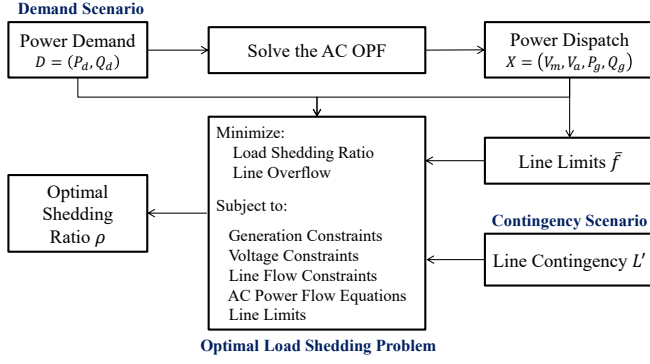 Demand Scenario
Power Demand
D = (P_d, Q_d)
Solve the AC OPF
Power Dispatch
X = (V_m, V_a, P_g, Q_g)
Minimize:
Load Shedding Ratio
Line Overflow
Subject to:
Generation Constraints
Voltage Constraints
Line Flow Constraints
AC Power Flow Equations
Line Limits
Line Limits f̄
Optimal
Shedding
Ratio ρ
Contingency Scenario
Line Contingency L′
Optimal Load Shedding Problem